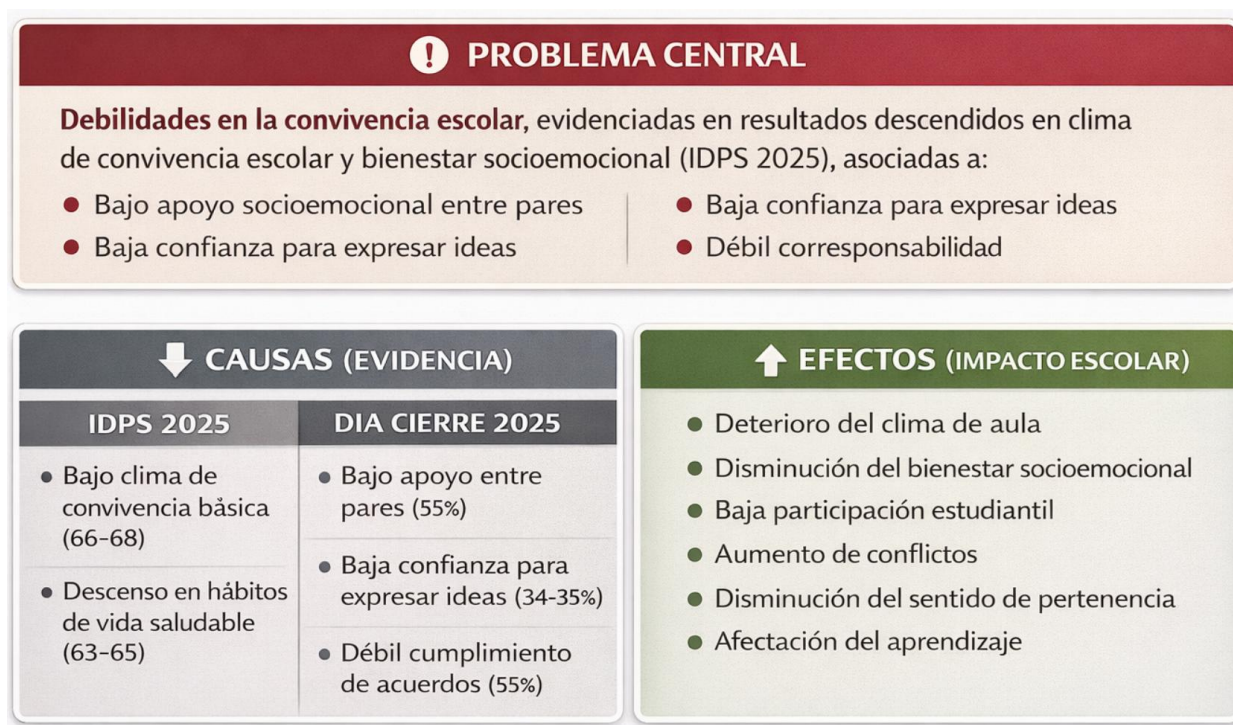 PROBLEMA CENTRAL
Debilidades en la convivencia escolar, evidenciadas en resultados descendidos en clima
de convivencia escolar y bienestar socioemocional (IDPS 2025), asociadas a:
Bajo apoyo socioemocional entre pares
Baja confianza para expresar ideas
Baja confianza para expresar ideas
Débil corresponsabilidad
CAUSAS (EVIDENCIA)
IDPS 2025
Bajo clima de
convivencia båsica
(66-68)
Descenso en håbitos
de vida saludable
(63-65)
DIA CIERRE 2025
Bajo apoyo entre
pares (55%)
Baja confianza para
expresar ideas (34-35%)
Débil cumplimiento
de acuerdos (55%)
EFECTOS (IMPACTO ESCOLAR)
Deterioro del clima de aula
Disminución del bienestar socioemocional
Baja participación estudiantil
Aumento de conflictos
Disminución del sentido de pertenencia
Afectación del aprendizaje